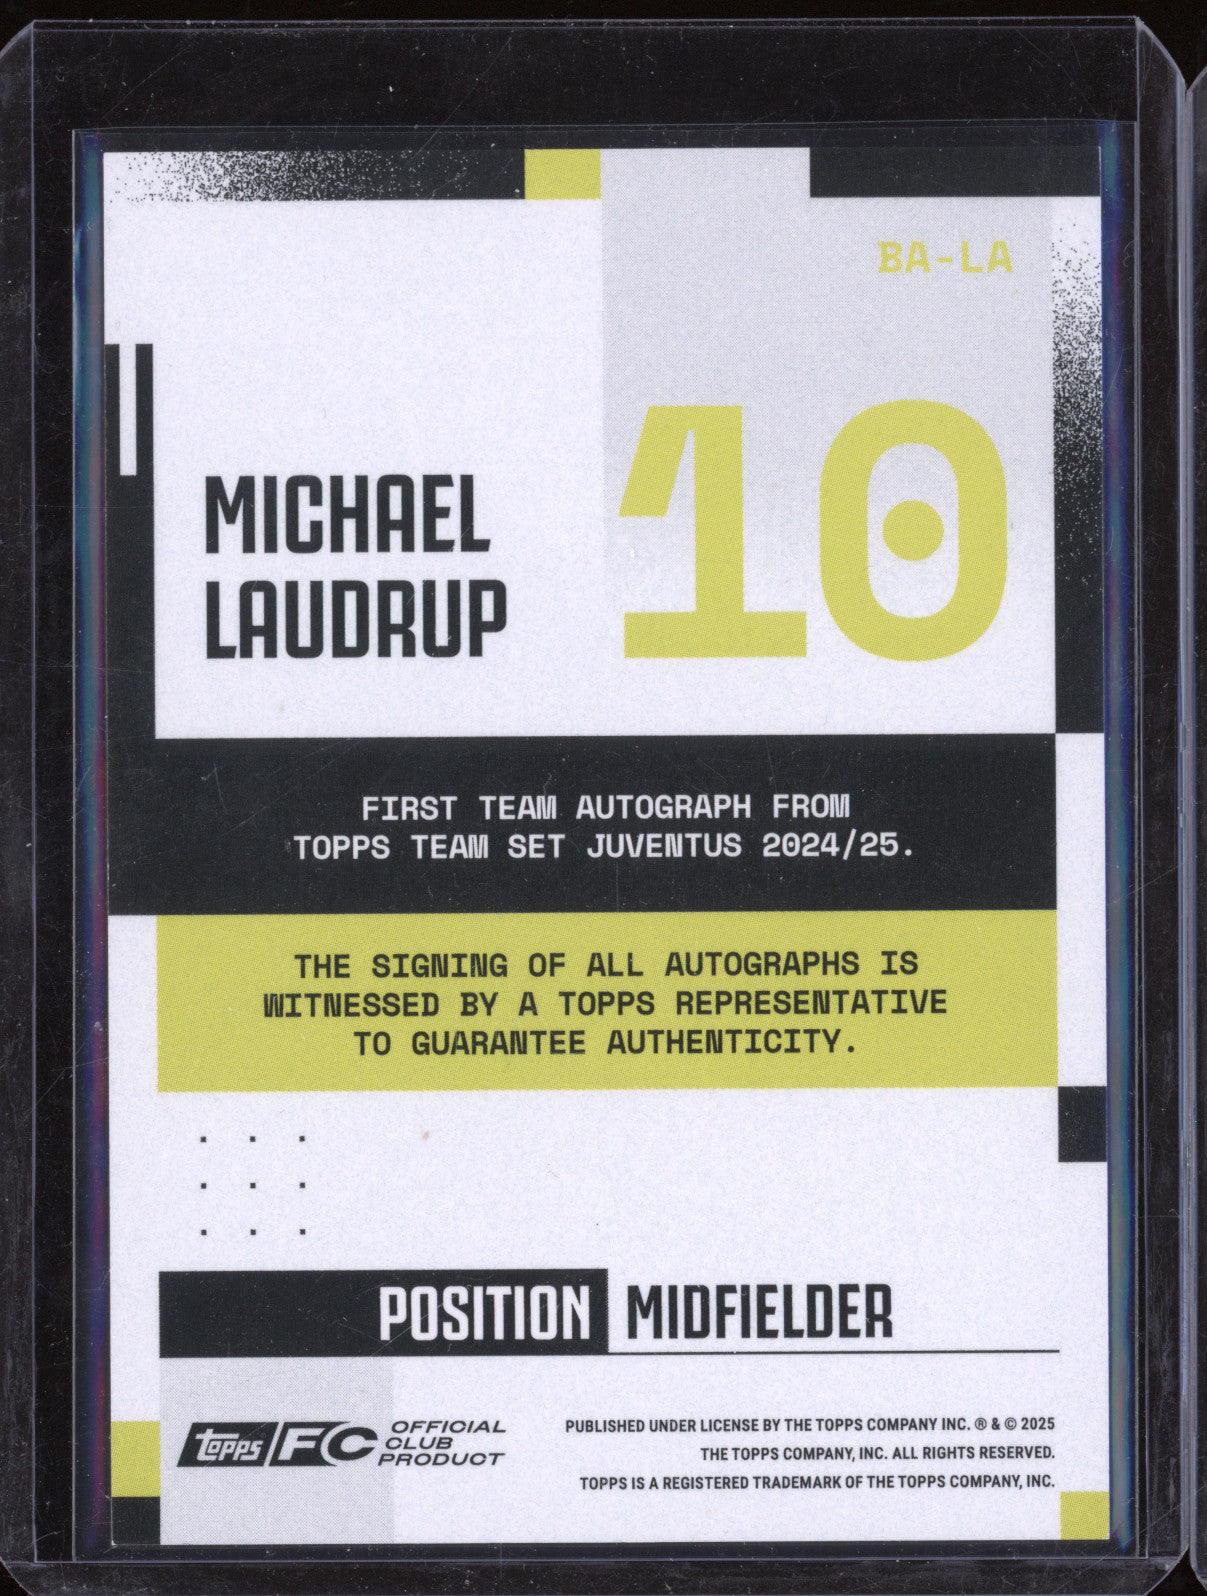 BA-LA
10
MICHAEL
LAUDRUP
FIRST TEAM AUTOGRAPH FROM
TOPPS TEAM SET JUVENTUS 2024/25.
THE SIGNING OF ALL AUTOGRAPHS IS
WITNESSED BY A TOPPS REPRESENTATIVE
TO GUARANTEE AUTHENTICITY.
POSITION MIDFIELDER
topps FC
OFFICIAL
CLUB
PRODUCT
PUBLISHED UNDER LICENSE BY THE TOPPS COMPANY INC. ® & © 2025
THE TOPPS COMPANY, INC. ALL RIGHTS RESERVED.
TOPPS IS A REGISTERED TRADEMARK OF THE TOPPS COMPANY, INC.